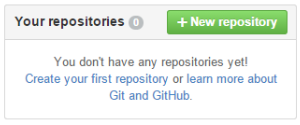 Your repositories 0 + New repository
You don't have any repositories yet!
Create your first repository or learn more about
Git and GitHub.